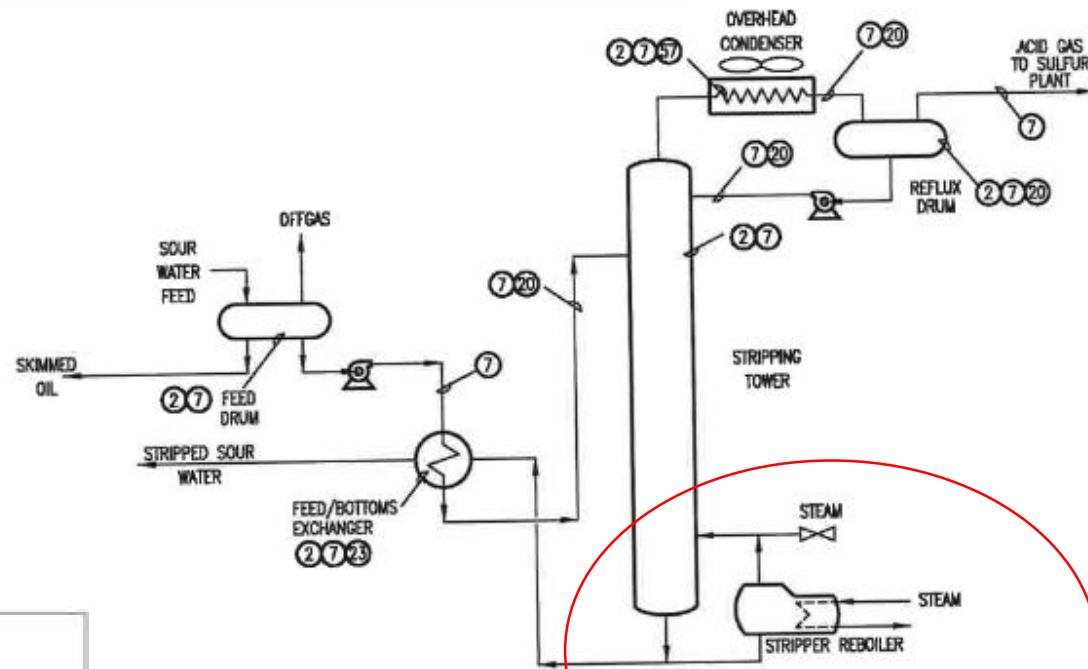 OVERHEAD
CONDENSER
2 7 57
7 20
ACID GAS
TO SULFUR
PLANT
7
7 20
REFLUX
DRUM
2 7 20
OFFGAS
SOUR
WATER
FEED
2 7
7 20
SKIMMED
OIL
2 7
FEED
DRUM
7
STRIPPING
TOWER
STRIPPED SOUR
WATER
FEED/BOTTOMS
EXCHANGER
2 7 23
STEAM
STEAM
STRIPPER REBOILER